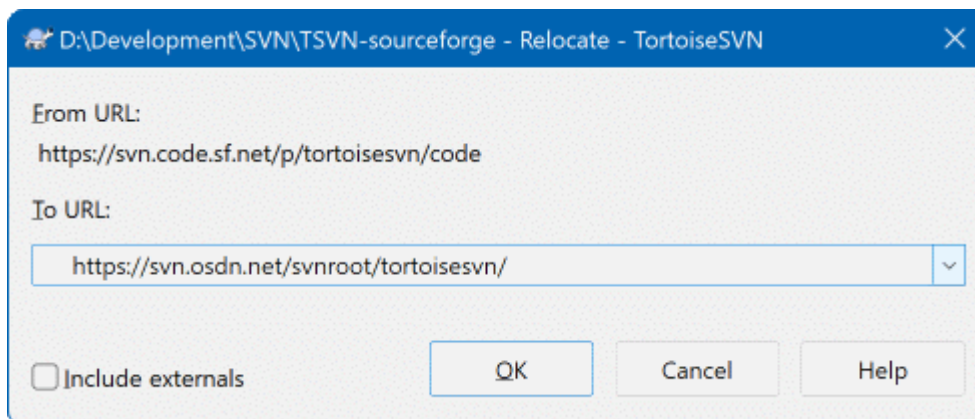 D:\Development\SVN\TSVN-sourceforge - Relocate - TortoiseSVN
From URL:
https://svn.code.sf.net/p/tortoisesvn/code
To URL:
https://svn.osdn.net/svnroot/tortoisesvn/
Include externals
OK
Cancel
Help